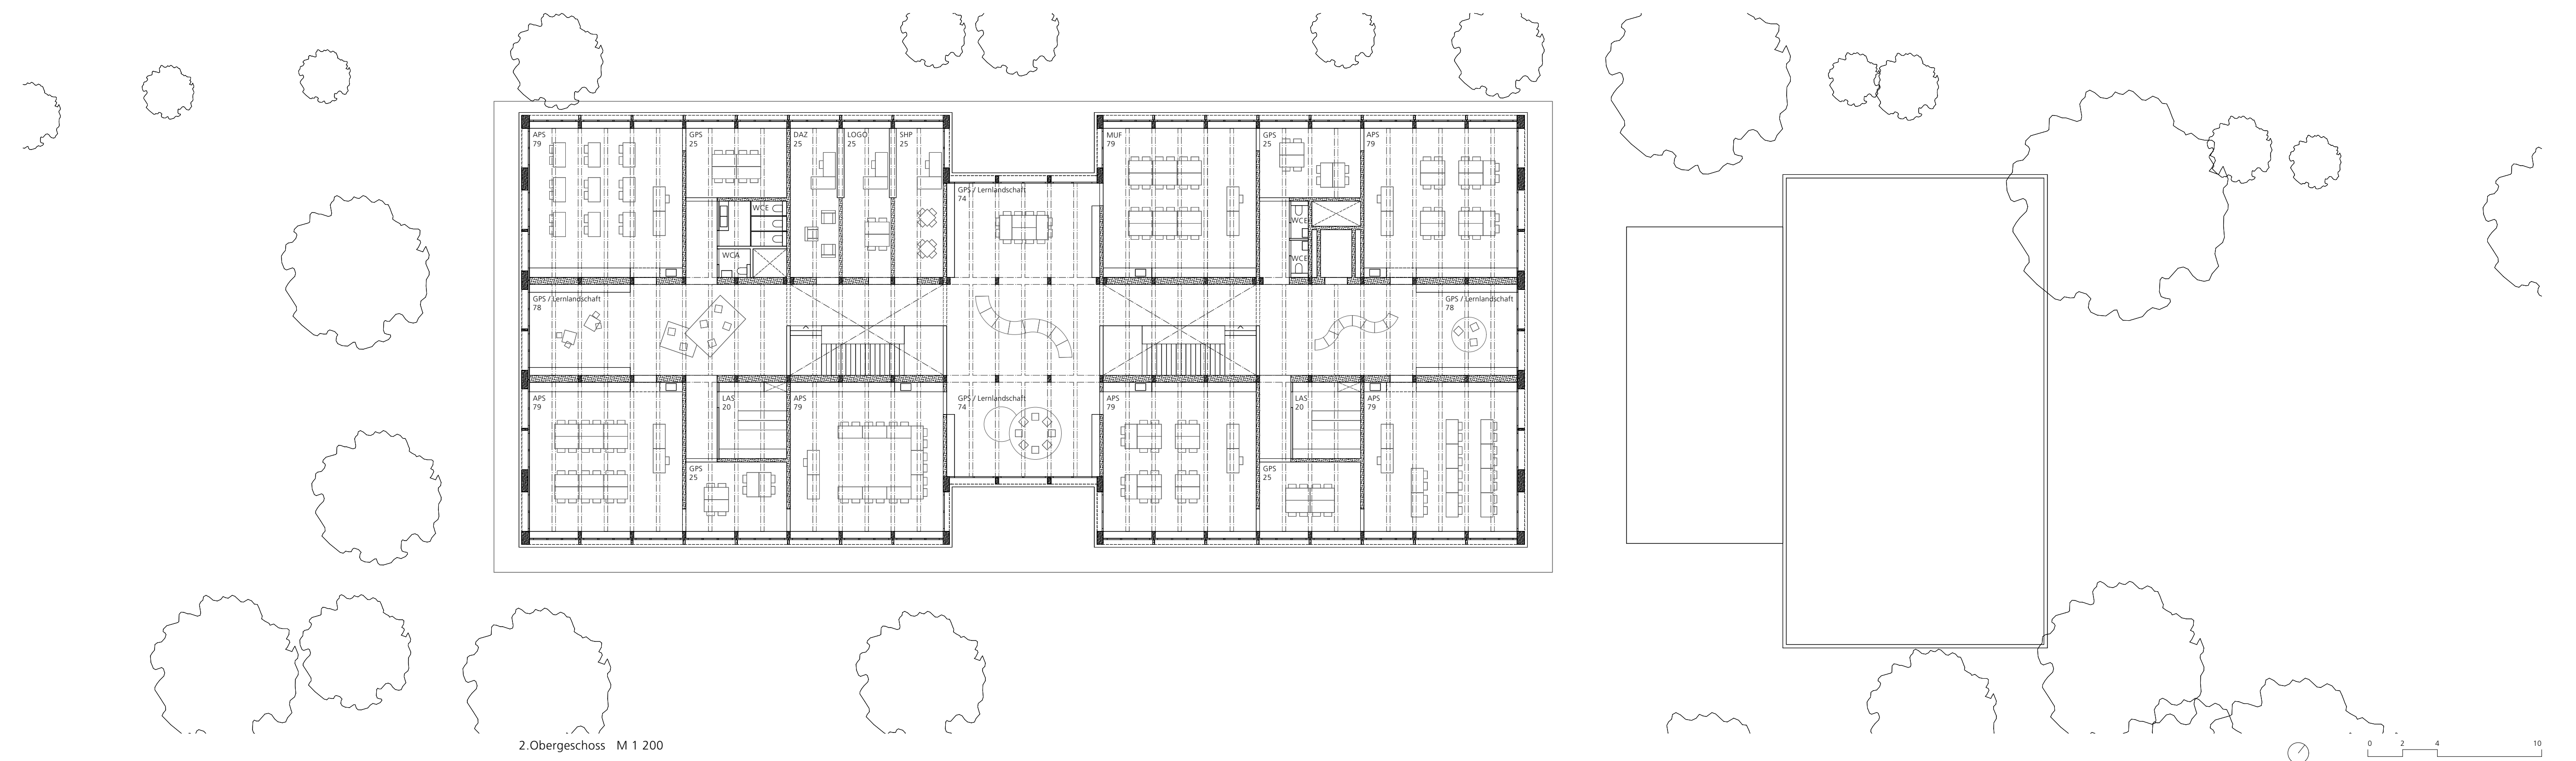 APS
79
GPS
25
DAZ
25
LOGO
25
SHP
25
WCE
WCA
GPS / Lernlandschaft
74
MUF
79
GPS
25
WCE
WCE
APS
79
GPS / Lernlandschaft
78
GPS / Lernlandschaft
78
APS
79
LAS
20
GPS
25
APS
79
GPS / Lernlandschaft
74
APS
79
LAS
20
GPS
25
APS
79
2.Obergeschoss M 1 200
0 2 4 10